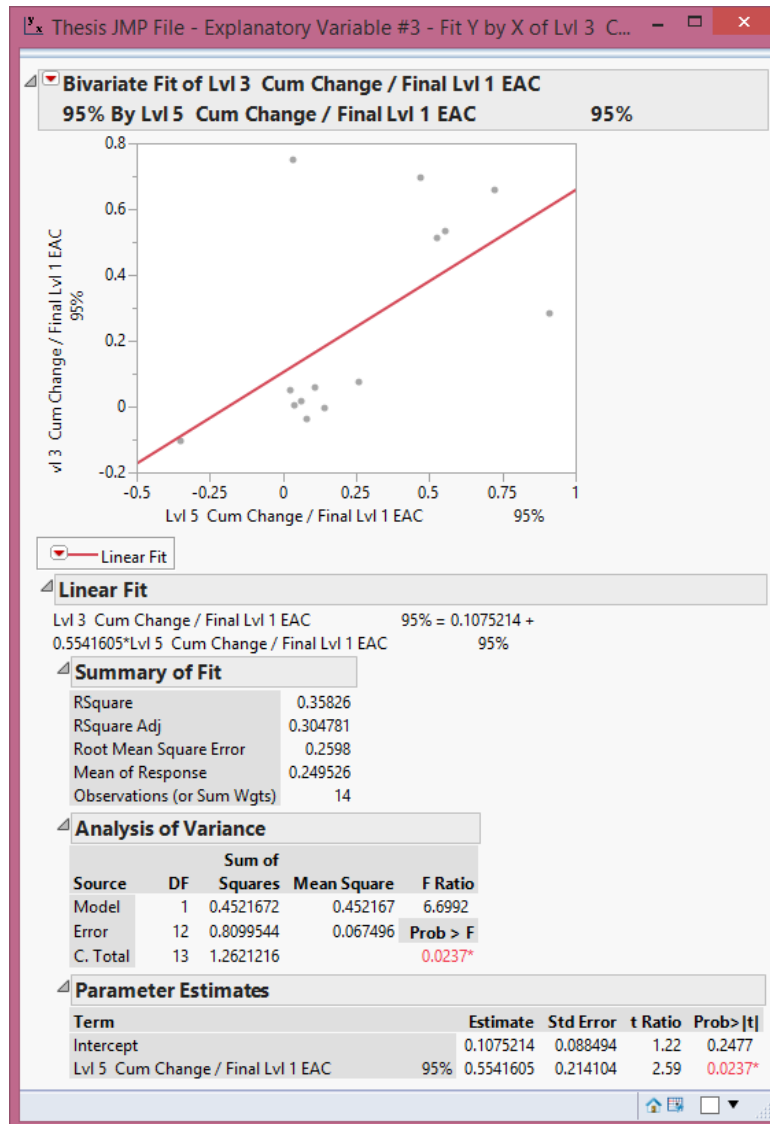 Thesis JMP File - Explanatory Variable #3 - Fit Y by X of Lvl 3 C...
Bivariate Fit of Lvl 3 Cum Change / Final Lvl 1 EAC
95% By Lvl 5 Cum Change / Final Lvl 1 EAC 95%
0.8
0.6
0.4
0.2
0
-0.2
vl 3 Cum Change / Final Lvl 1 EAC
95%
-0.5 -0.25 0 0.25 0.5 0.75 1
Lvl 5 Cum Change / Final Lvl 1 EAC 95%
Linear Fit
Linear Fit
Lvl 3 Cum Change / Final Lvl 1 EAC 95% = 0.1075214 +
0.5541605*Lvl 5 Cum Change / Final Lvl 1 EAC 95%
Summary of Fit
RSquare 0.35826
RSquare Adj 0.304781
Root Mean Square Error 0.2598
Mean of Response 0.249526
Observations (or Sum Wgts) 14
Analysis of Variance
Sum of
Source DF Squares Mean Square F Ratio
Model 1 0.4521672 0.452167 6.6992
Error 12 0.8099544 0.067496 Prob > F
C. Total 13 1.2621216 0.0237*
Parameter Estimates
Term Estimate Std Error t Ratio Prob>|t|
Intercept 0.1075214 0.088494 1.22 0.2477
Lvl 5 Cum Change / Final Lvl 1 EAC 95% 0.5541605 0.214104 2.59 0.0237*